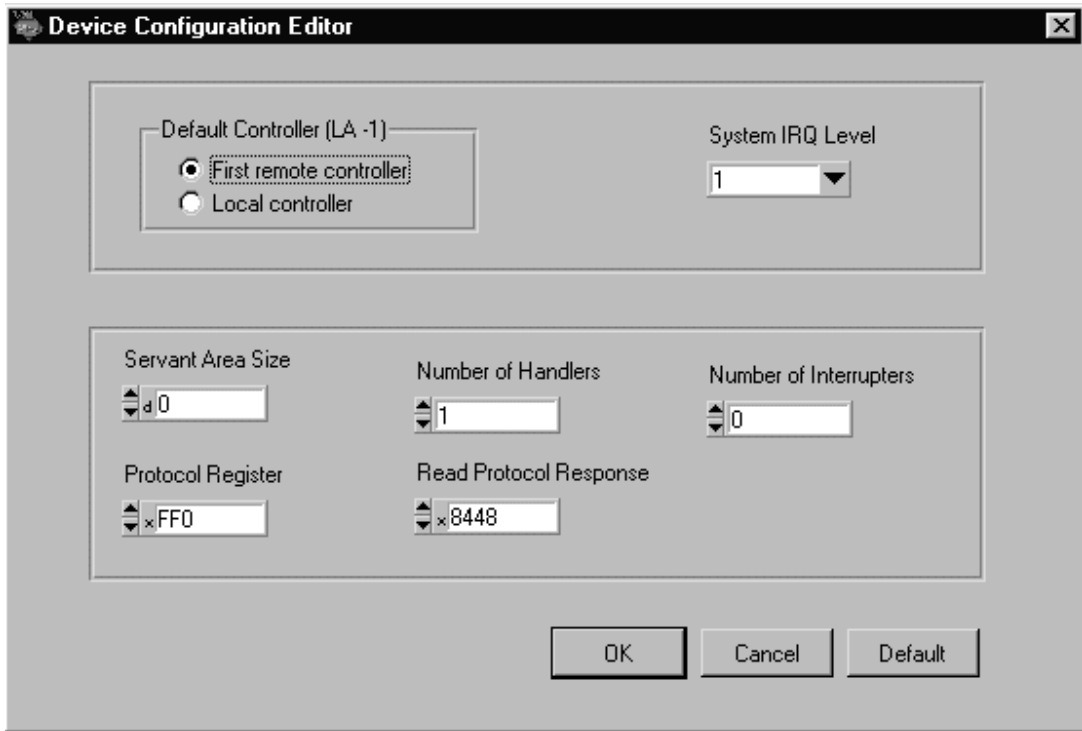 Device Configuration Editor
Default Controller (LA -1)
First remote controller
Local controller
System IRQ Level
1
Servant Area Size
d 0
Number of Handlers
1
Number of Interrupters
0
Protocol Register
x FF0
Read Protocol Response
x 8448
OK
Cancel
Default